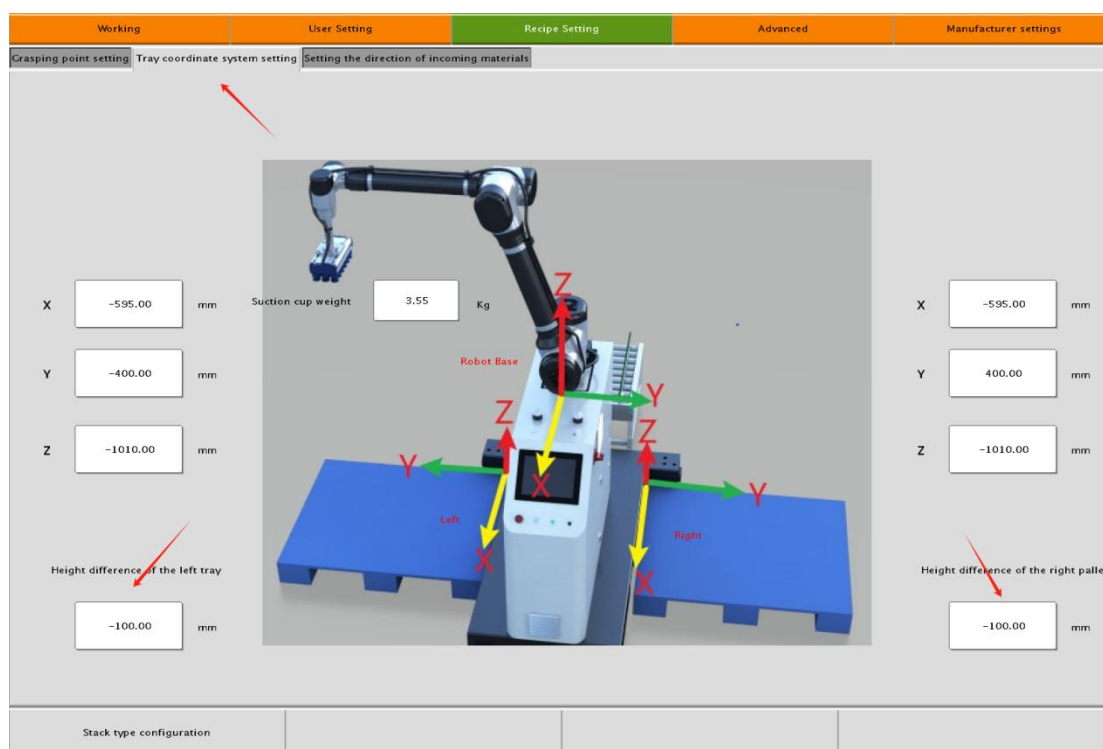 Working
User Setting
Recipe Setting
Advanced
Manufacturer settings
Grasping point setting
Tray coordinate system setting
Setting the direction of incoming materials
X
-595.00
mm
Suction cup weight
3.55
Kg
Y
-400.00
mm
Z
-1010.00
mm
Height difference of the left tray
-100.00
mm
Z
Robot Base
Y
X
Z
Y
Left
X
Z
Y
Right
X
X
-595.00
mm
Y
400.00
mm
Z
-1010.00
mm
Height difference of the right palle
-100.00
mm
Stack type configuration